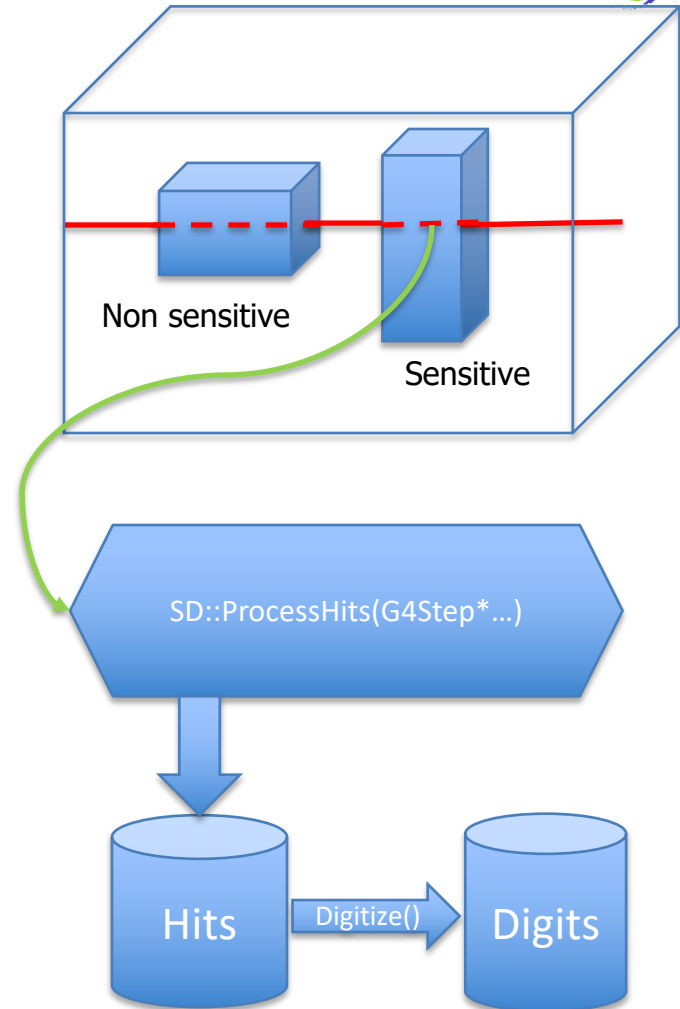 Non sensitive
Sensitive
SD::ProcessHits(G4Step*…)
Hits
Digitize()
Digits